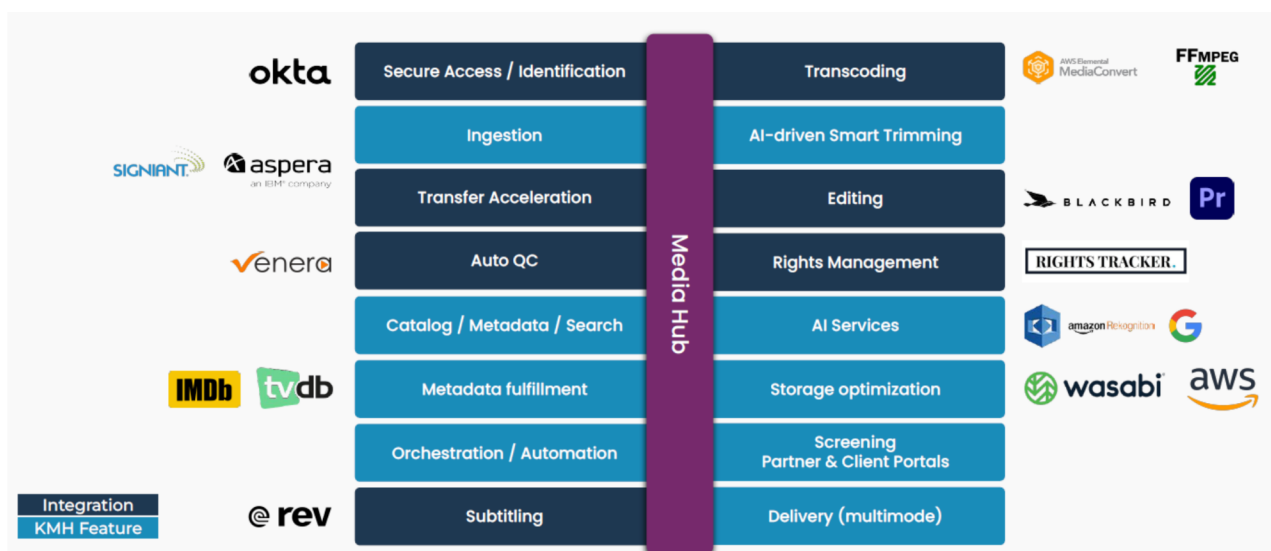 okta
Secure Access / Identification
Transcoding
AWS Elemental
MediaConvert
FFMPEG
Ingestion
AI-driven Smart Trimming
SIGNIANT
aspera
an IBM® company
Transfer Acceleration
Editing
BLACKBIRD
Pr
venera
Auto QC
Rights Management
RIGHTS TRACKER.
Catalog / Metadata / Search
AI Services
amazon Rekognition
G
IMDb
tvdb
Metadata fulfillment
Storage optimization
wasabi
aws
Orchestration / Automation
Screening
Partner & Client Portals
Integration
KMH Feature
rev
Subtitling
Delivery (multimode)
Media Hub